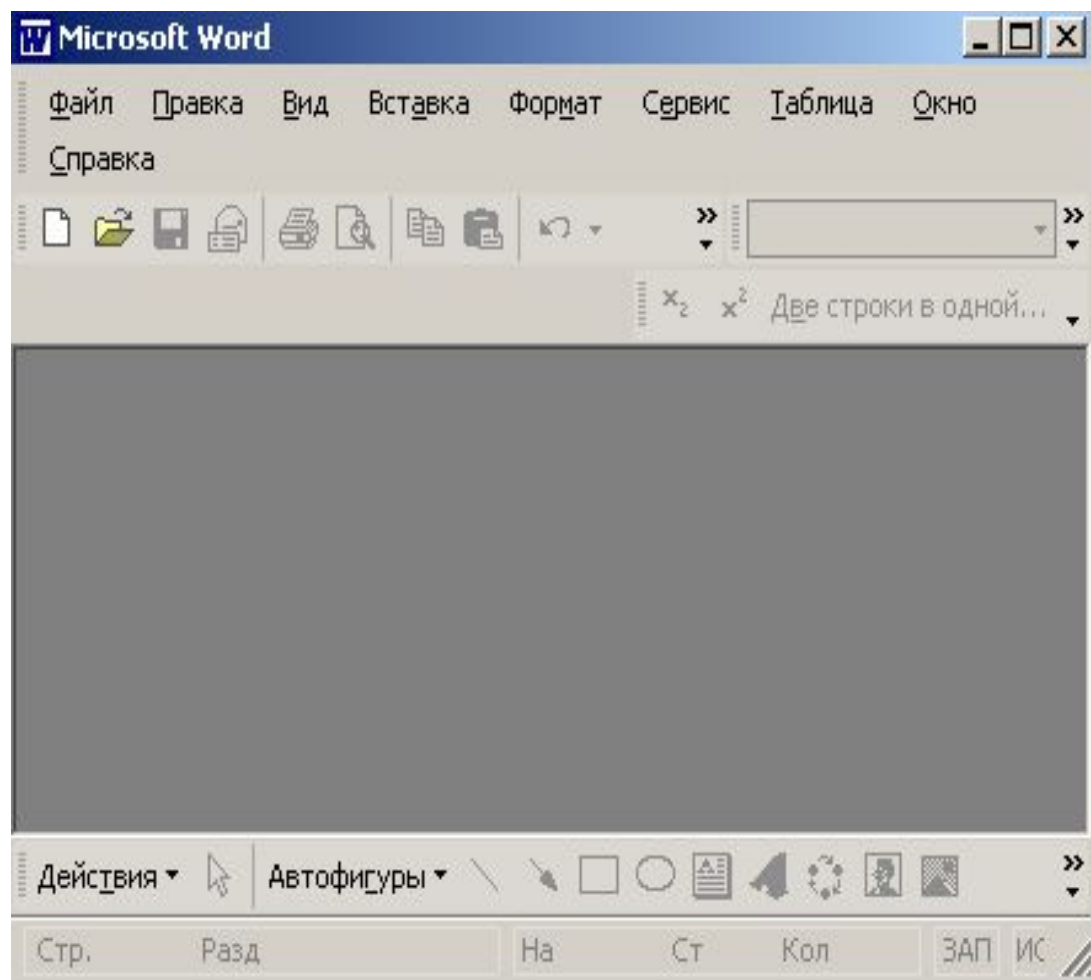 Microsoft Word
Файл Правка Вид Вставка Формат Сервис Таблица Окно
Справка
x₂ x² Две строки в одной...
Действия Автофигуры
Стр. Разд На Ст Кол ЗАП ИС